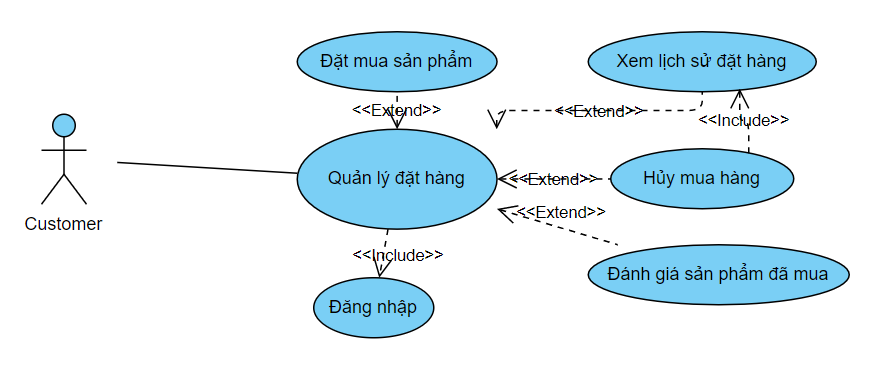 Đặt mua sản phẩm
Xem lịch sử đặt hàng
<<Extend>>
<<Extend>>
<<Include>>
Quản lý đặt hàng
<<Extend>>
Hủy mua hàng
<<Extend>>
Customer
<<Include>>
Đánh giá sản phẩm đã mua
Đăng nhập